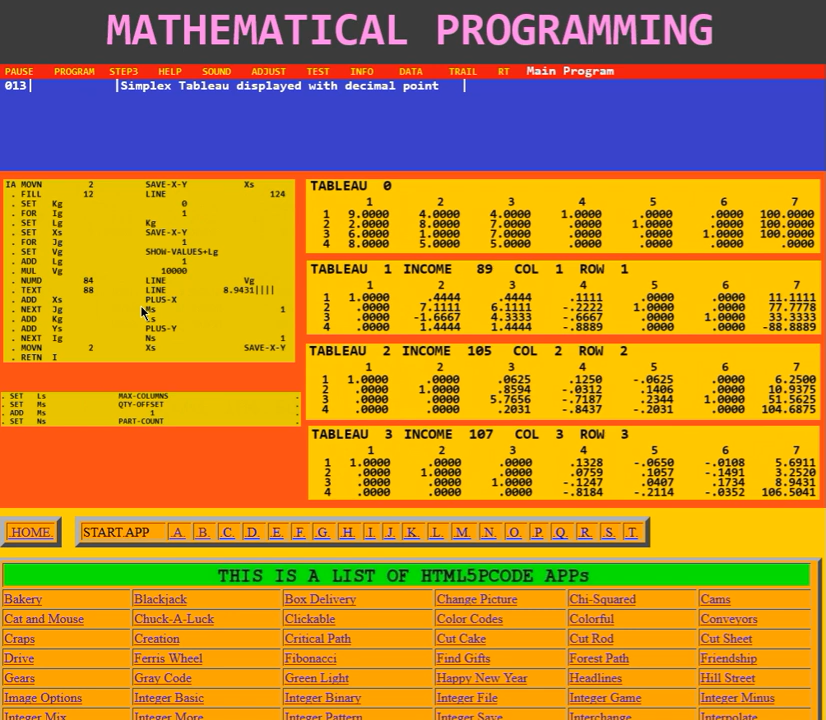 MATHEMATICAL PROGRAMMING
PAUSE PROGRAM STEP3 HELP SOUND ADJUST TEST INFO DATA TRAIL RT Main Program
013| |Simplex Tableau displayed with decimal point |
IA MOVN 2 SAVE-X-Y Xs
. FILL 12 LINE 124
. SET Kg 0
. FOR Ig 1
. SET Lg Kg
. SET Xs SAVE-X-Y
. FOR Jg 1
. SET Vg SHOW-VALUES+Lg
. ADD Lg 1
. MUL Vg 10000
. NUMD 84 LINE Vg
. TEXT 88 LINE 8.9431||||
. ADD Xs PLUS-X
. NEXT Jg Ms 1
. ADD Kg Ls
. ADD Ys PLUS-Y
. NEXT Ig Ns 1
. MOVN 2 Xs SAVE-X-Y
. RETN I
. SET Ls MAX-COLUMNS .
. SET Ms QTY-OFFSET .
. ADD Ms 1 .
. SET Ns PART-COUNT .
TABLEAU 0
1 2 3 4 5 6 7
1 9.0000 4.0000 4.0000 1.0000 .0000 .0000 100.0000
2 2.0000 8.0000 7.0000 .0000 1.0000 .0000 100.0000
3 6.0000 1.0000 7.0000 .0000 .0000 1.0000 100.0000
4 8.0000 5.0000 5.0000 .0000 .0000 .0000 .0000
TABLEAU 1 INCOME 89 COL 1 ROW 1
1 2 3 4 5 6 7
1 1.0000 .4444 .4444 .1111 .0000 .0000 11.1111
2 .0000 7.1111 6.1111 -.2222 1.0000 .0000 77.7778
3 .0000 -1.6667 4.3333 -.6667 .0000 1.0000 33.3333
4 .0000 1.4444 1.4444 -.8889 .0000 .0000 -88.8889
TABLEAU 2 INCOME 105 COL 2 ROW 2
1 2 3 4 5 6 7
1 1.0000 .0000 .0625 .1250 -.0625 .0000 6.2500
2 .0000 1.0000 .8594 -.0312 .1406 .0000 10.9375
3 .0000 .0000 5.7656 -.7187 .2344 1.0000 51.5625
4 .0000 .0000 .2031 -.8437 -.2031 .0000 104.6875
TABLEAU 3 INCOME 107 COL 3 ROW 3
1 2 3 4 5 6 7
1 1.0000 .0000 .0000 .1328 -.0650 -.0108 5.6911
2 .0000 1.0000 .0000 .0759 .1057 -.1491 3.2520
3 .0000 .0000 1.0000 -.1247 .0407 .1734 8.9431
4 .0000 .0000 .0000 -.8184 -.2114 -.0352 106.5041
.HOME. START.APP .A. .B. .C. .D. .E. .F. .G. .H. .I. .J. .K. .L. .M. .N. .O. .P. .Q. .R. .S. .T.
THIS IS A LIST OF HTML5PCODE APPs
Bakery Blackjack Box Delivery Change Picture Chi-Squared Cams
Cat and Mouse Chuck-A-Luck Clickable Color Codes Colorful Conveyors
Craps Creation Critical Path Cut Cake Cut Rod Cut Sheet
Drive Ferris Wheel Fibonacci Find Gifts Forest Path Friendship
Gears Gray Code Green Light Happy New Year Headlines Hill Street
Image Options Integer Basic Integer Binary Integer File Integer Game Integer Minus
Integer Mix Integer More Integer Pattern Integer Save Interchange Interpolate